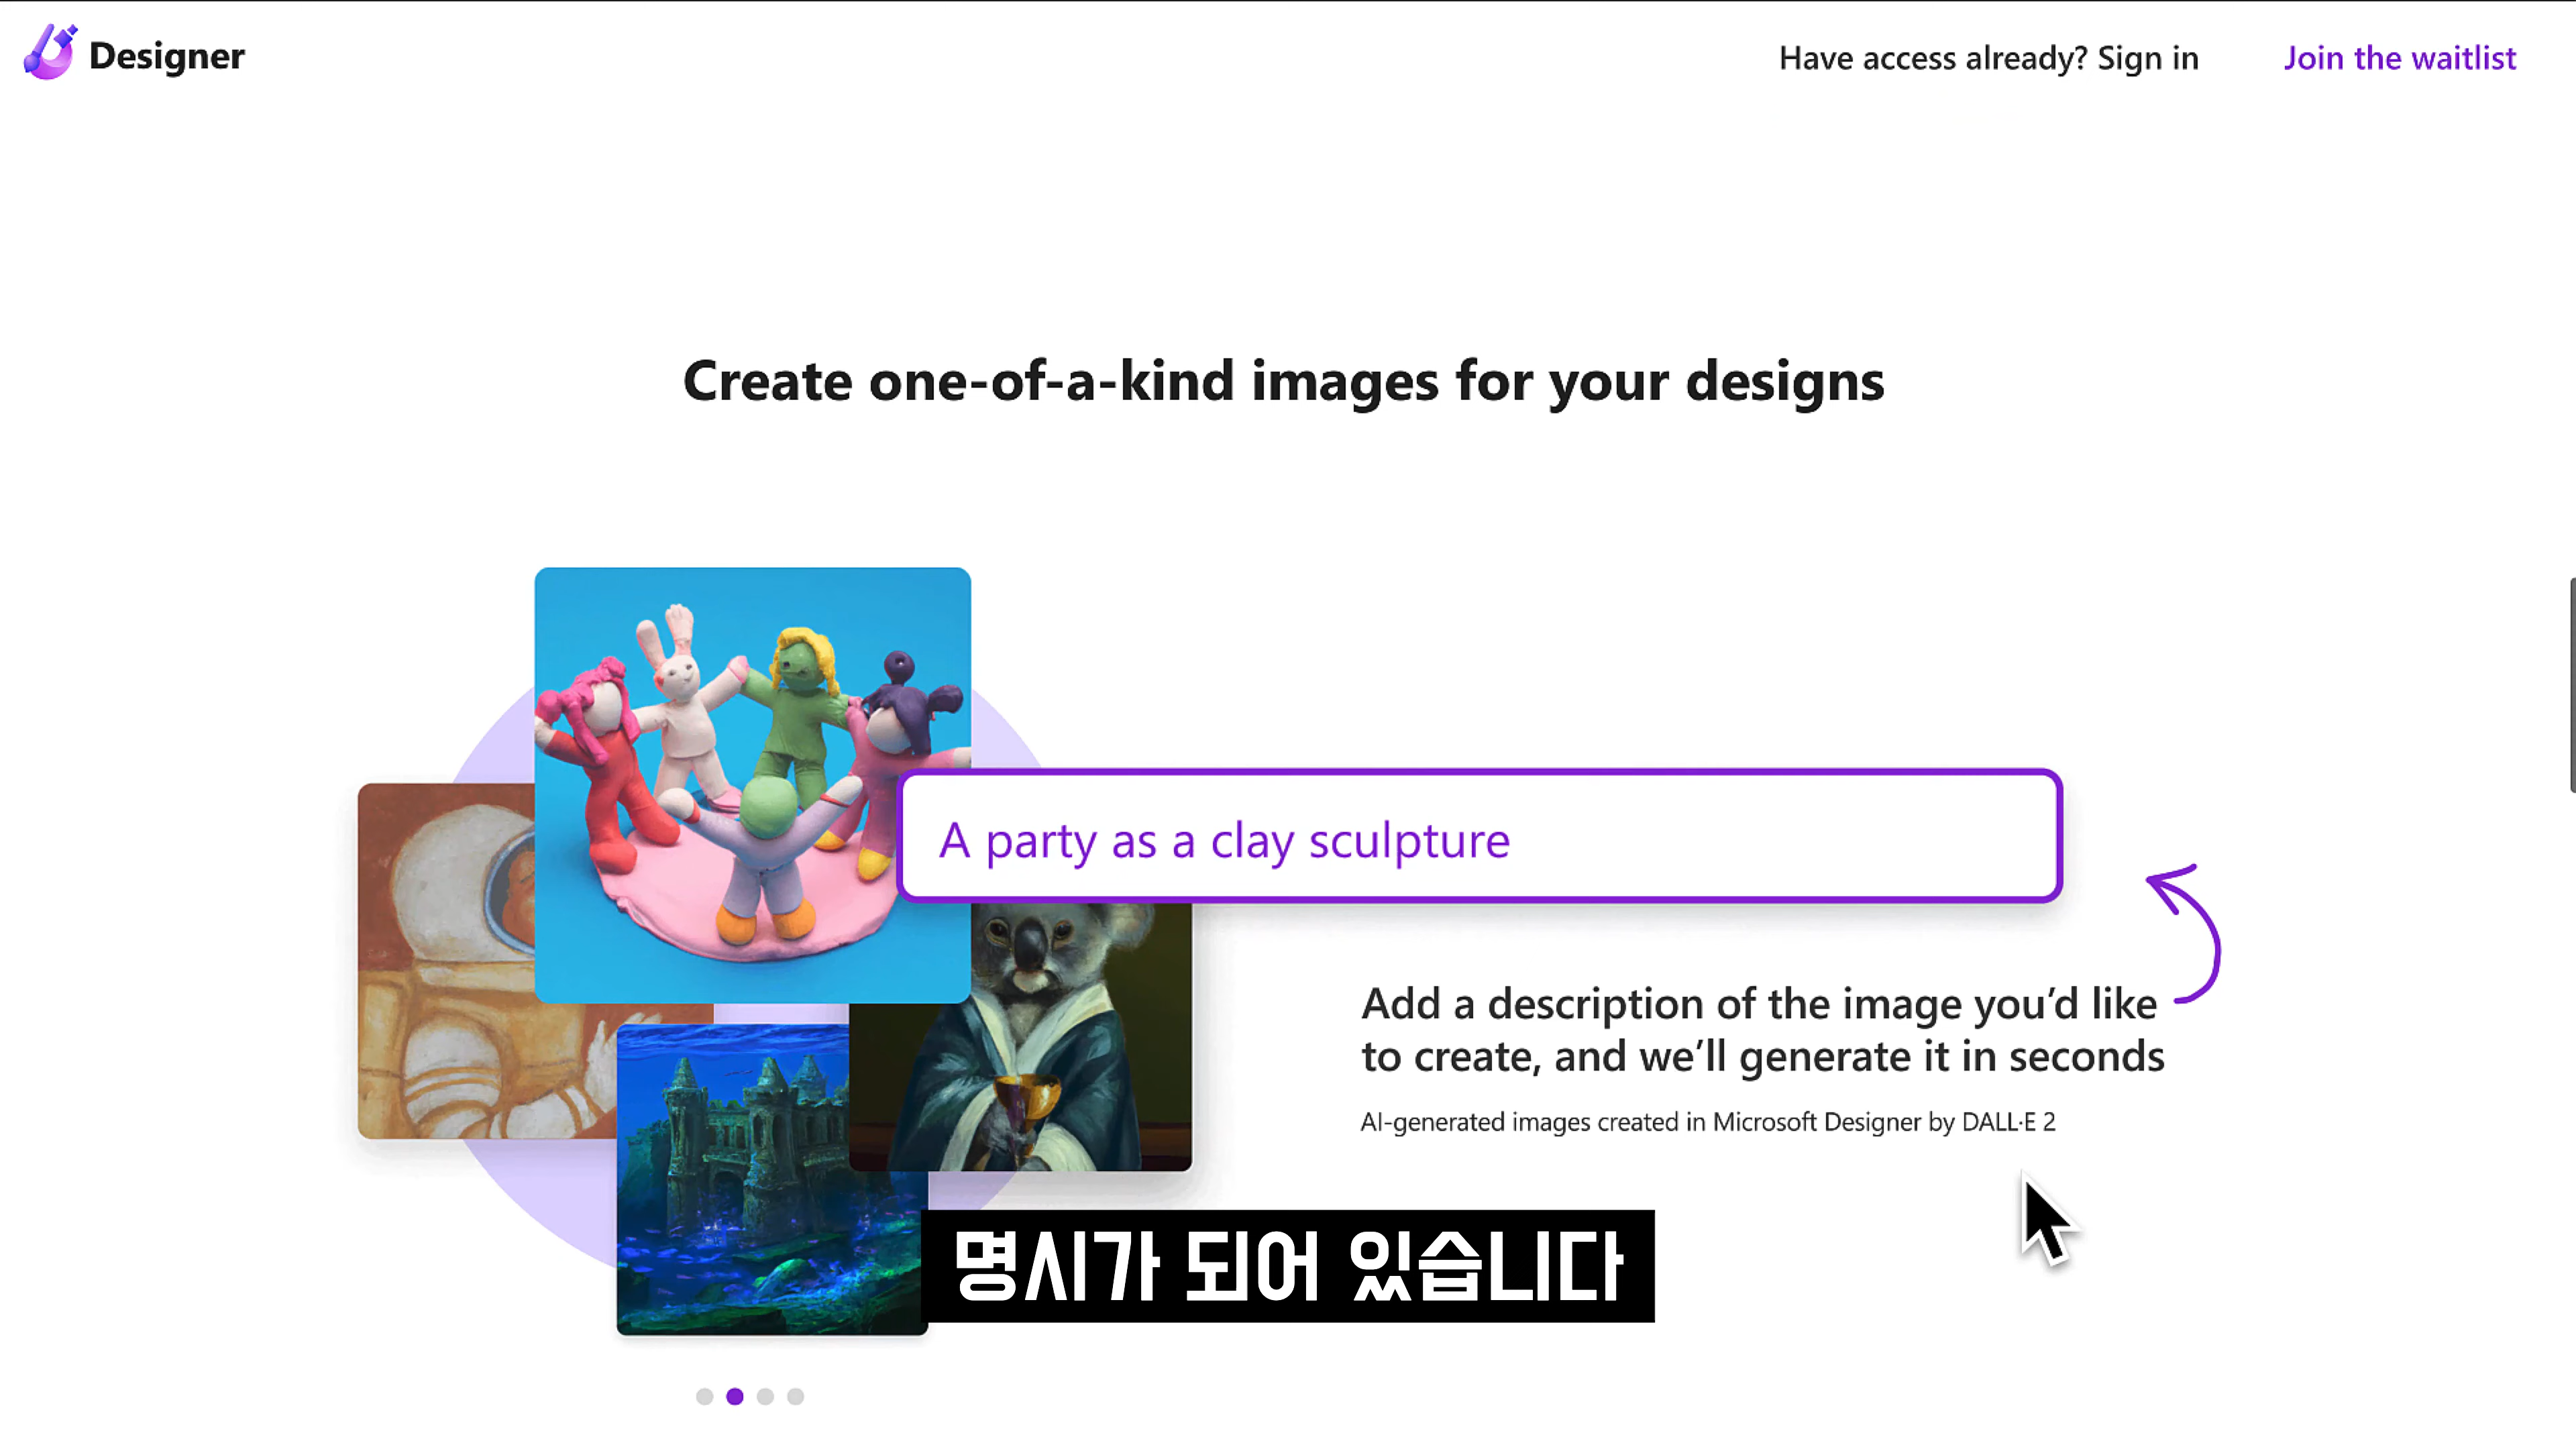 Designer
Have access already? Sign in
Join the waitlist
Create one-of-a-kind images for your designs
A party as a clay sculpture
Add a description of the image you’d like
to create, and we’ll generate it in seconds
AI-generated images created in Microsoft Designer by DALL·E 2
명시가 되어 있습니다